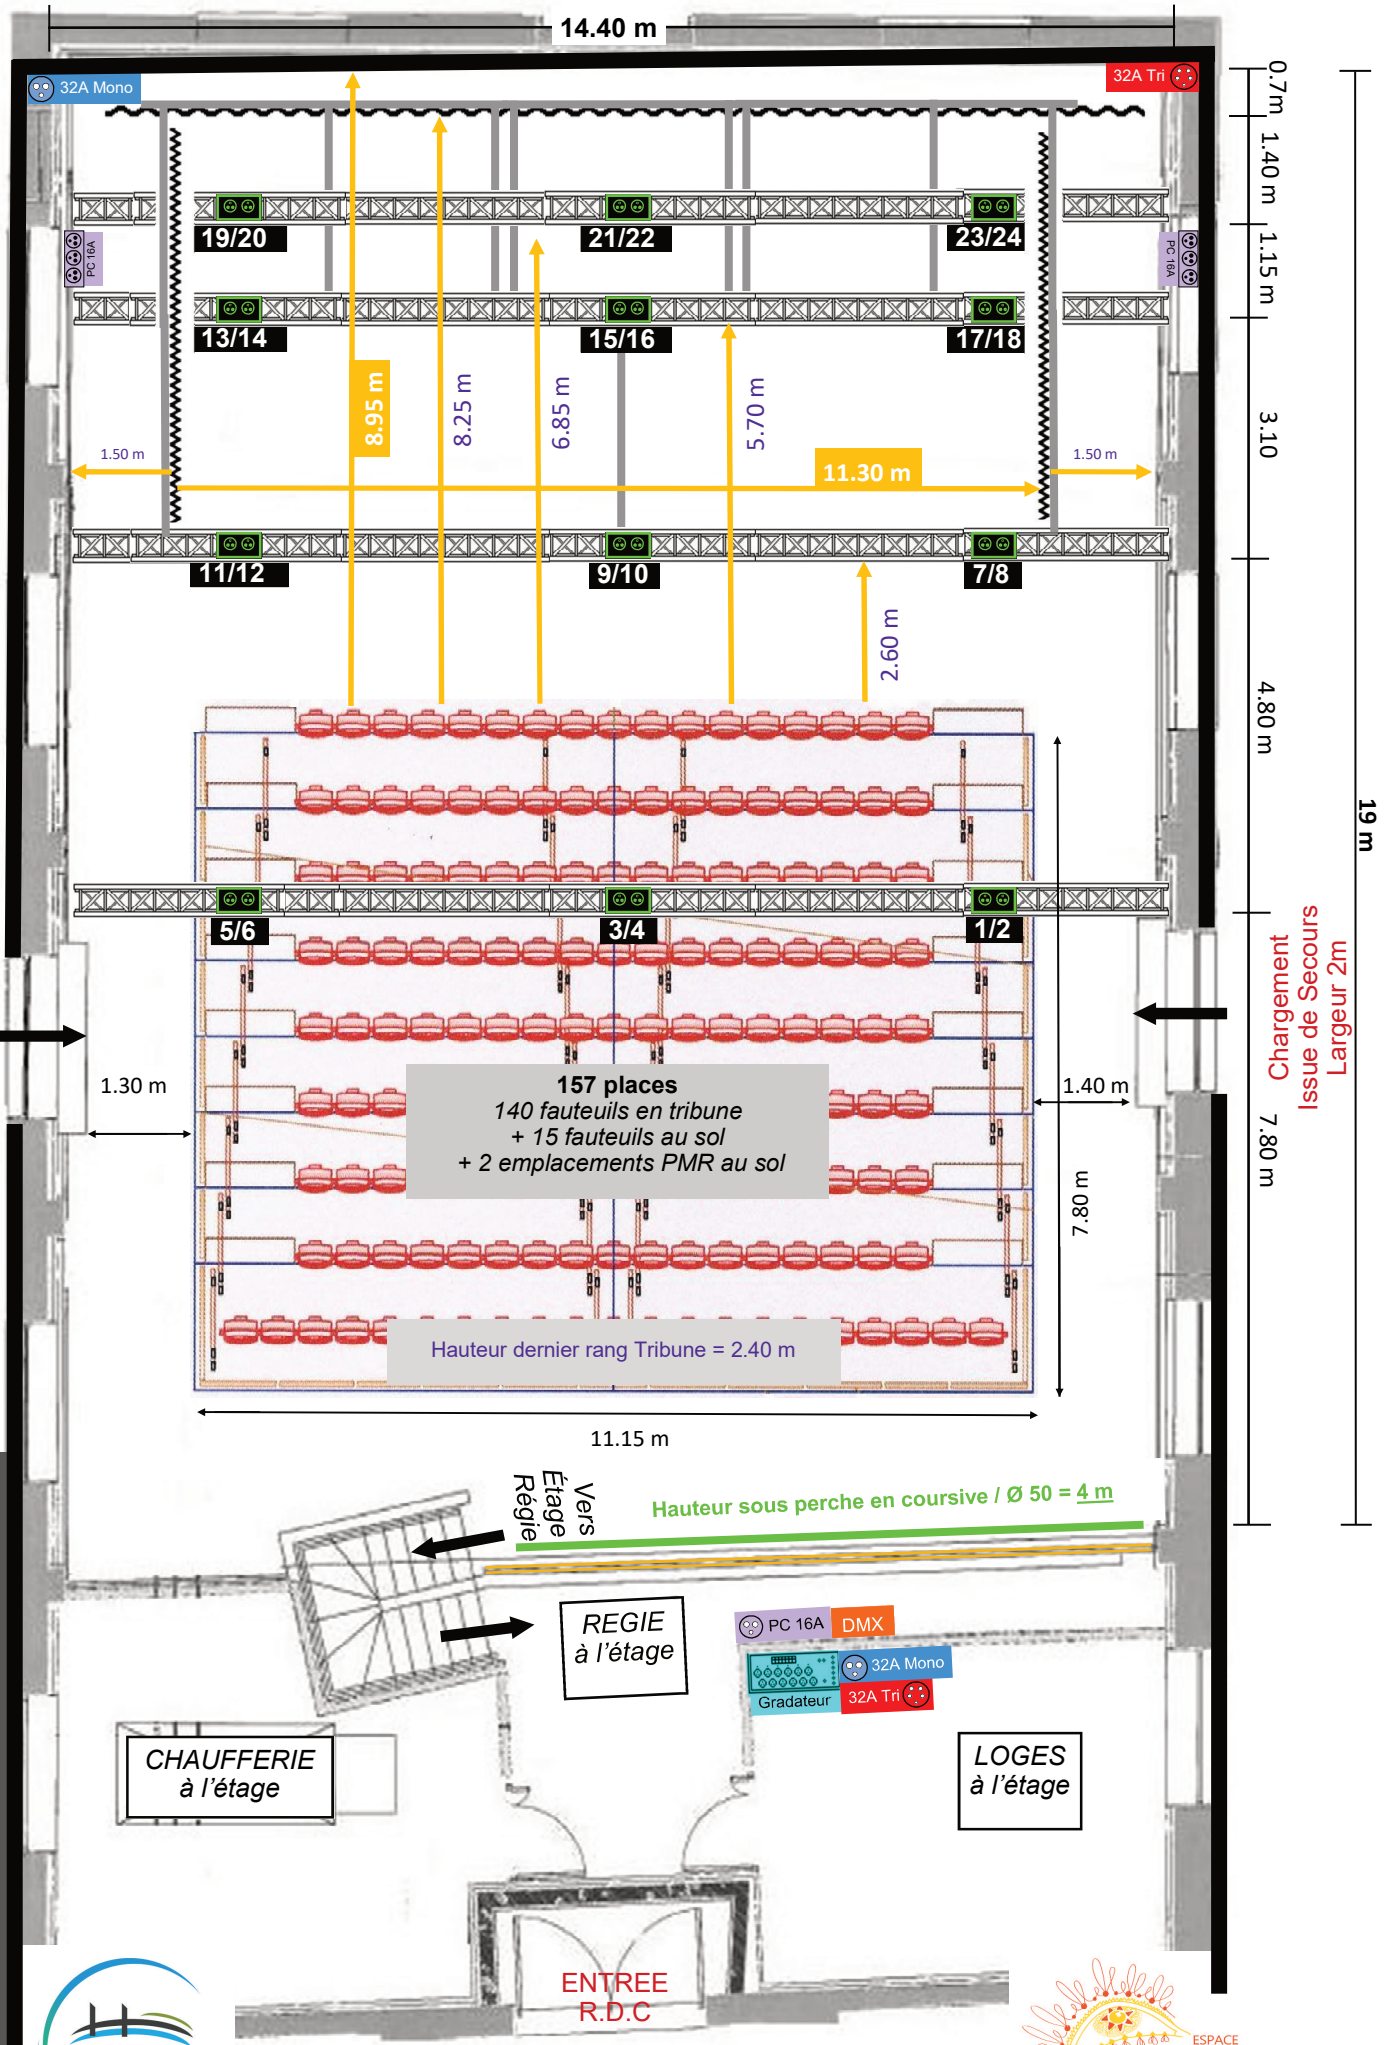 14.40 m
32A Mono
32A Tri
0.7m
1.40 m
19/20
21/22
23/24
PC 16A
PC 16A
1.15 m
13/14
15/16
17/18
8.95 m
8.25 m
6.85 m
5.70 m
3.10
1.50 m
11.30 m
1.50 m
11/12
9/10
7/8
2.60 m
4.80 m
19 m
5/6
3/4
1/2
Chargement
Issue de Secours
Largeur 2m
1.30 m
157 places
140 fauteuils en tribune
+ 15 fauteuils au sol
+ 2 emplacements PMR au sol
1.40 m
7.80 m
7.80 m
Hauteur dernier rang Tribune = 2.40 m
11.15 m
Vers
Étage
Régie
Hauteur sous perche en coursive / Ø 50 = 4 m
REGIE
à l'étage
PC 16A
DMX
32A Mono
Gradateur
32A Tri
CHAUFFERIE
à l'étage
LOGES
à l'étage
ENTREE
R.D.C
ESPACE